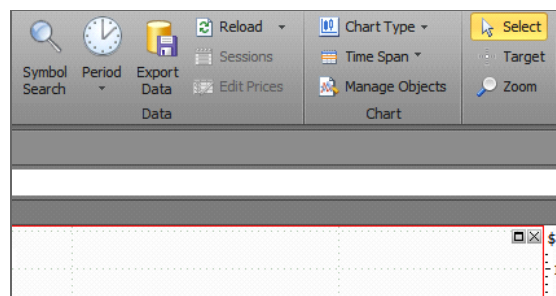 Symbol Search
Period
Export Data
Reload
Sessions
Edit Prices
Data
Chart Type
Time Span
Manage Objects
Chart
Select
Target
Zoom
$